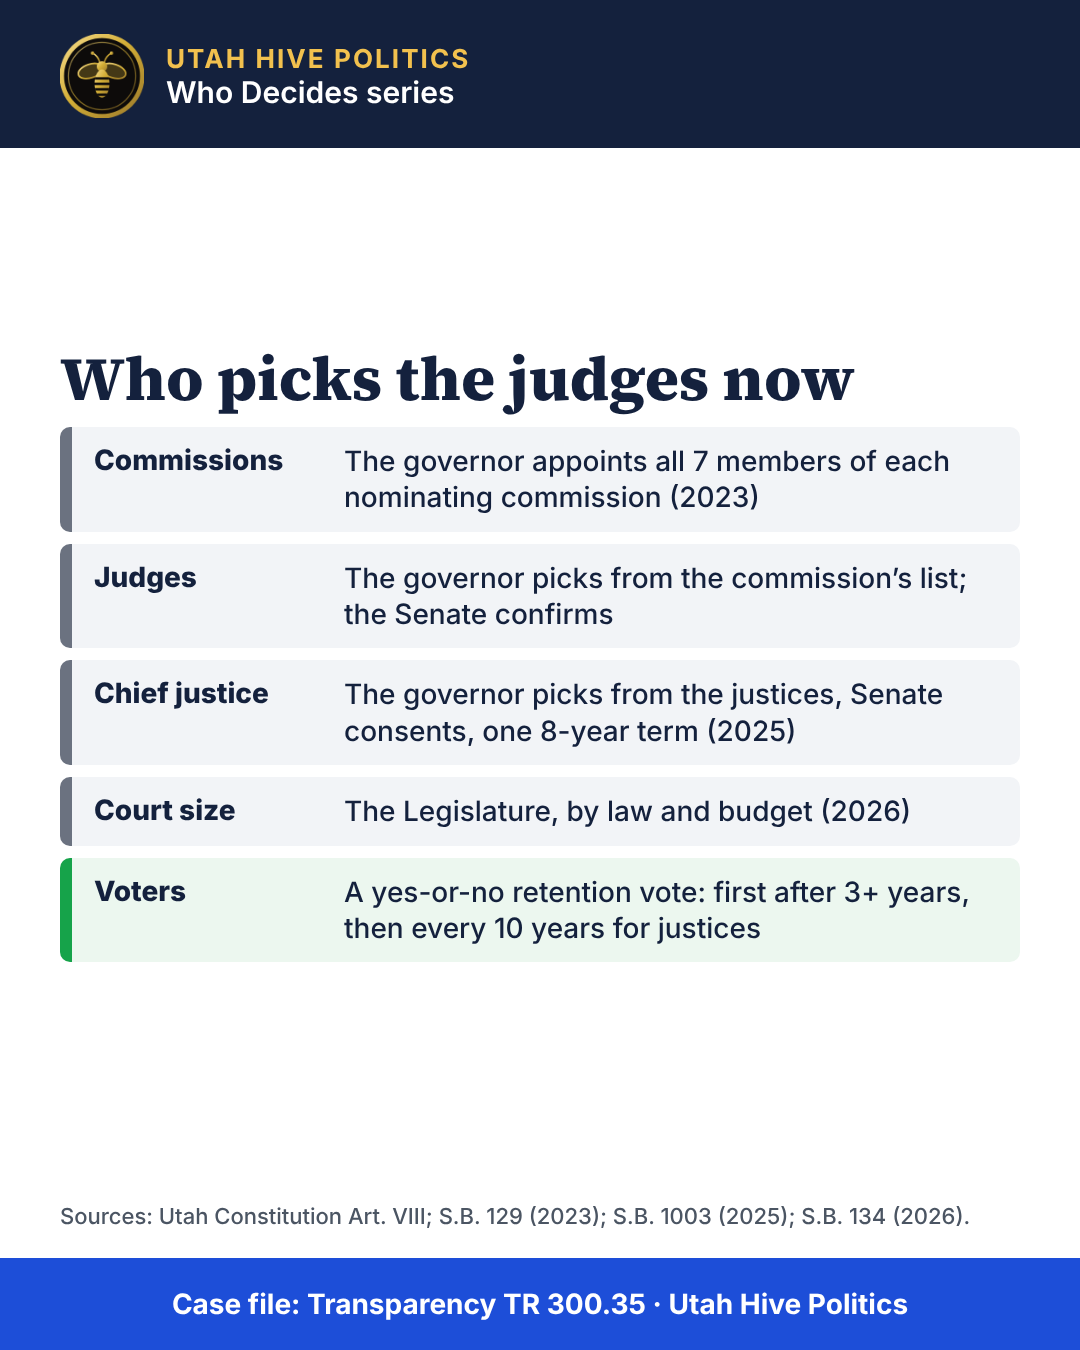 UTAH HIVE POLITICS
Who Decides series
Who picks the judges now
Commissions
The governor appoints all 7 members of each
nominating commission (2023)
Judges
The governor picks from the commission’s list;
the Senate confirms
Chief justice
The governor picks from the justices, Senate
consents, one 8-year term (2025)
Court size
The Legislature, by law and budget (2026)
Voters
A yes-or-no retention vote: first after 3+ years,
then every 10 years for justices
Sources: Utah Constitution Art. VIII; S.B. 129 (2023); S.B. 1003 (2025); S.B. 134 (2026).
Case file: Transparency TR 300.35 · Utah Hive Politics